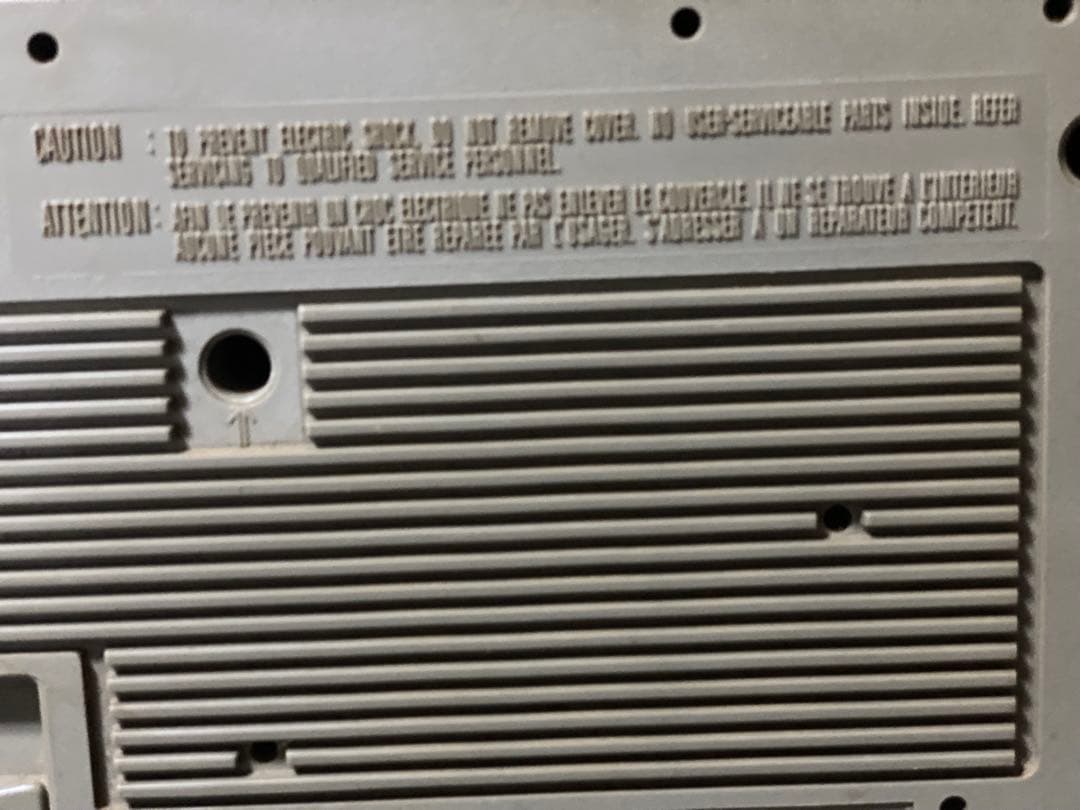 CAUTION : TO PREVENT ELECTRIC SHOCK, DO NOT REMOVE COVER. NO USER-SERVICEABLE PARTS INSIDE. REFER
SERVICING TO QUALIFIED SERVICE PERSONNEL.
ATTENTION : AFIN DE PREVENIR UN CHOC ELECTRIQUE NE PAS ENLEVER LE COUVERCLE. IL NE SE TROUVE A L'INTERIEUR
AUCUNE PIECE POUVANT ETRE REPAREE PAR L'USAGER. S'ADRESSER A UN REPARATEUR COMPETENT.